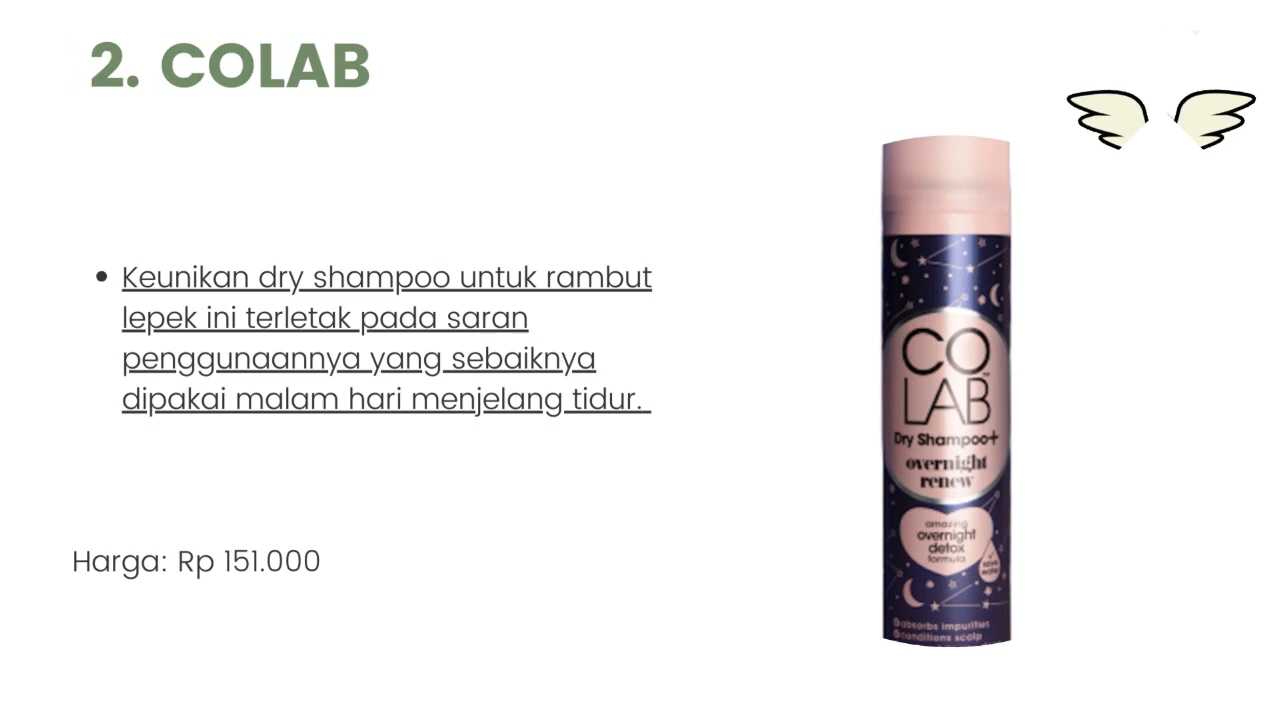 2. COLAB
Keunikan dry shampoo untuk rambut
lepek ini terletak pada saran
penggunaannya yang sebaiknya
dipakai malam hari menjelang tidur.
Harga: Rp 151.000
CO
LAB
Dry Shampoo+
overnight
renew
amazing
overnight
detox
formula
save
water
absorbs impurities
conditions scalp